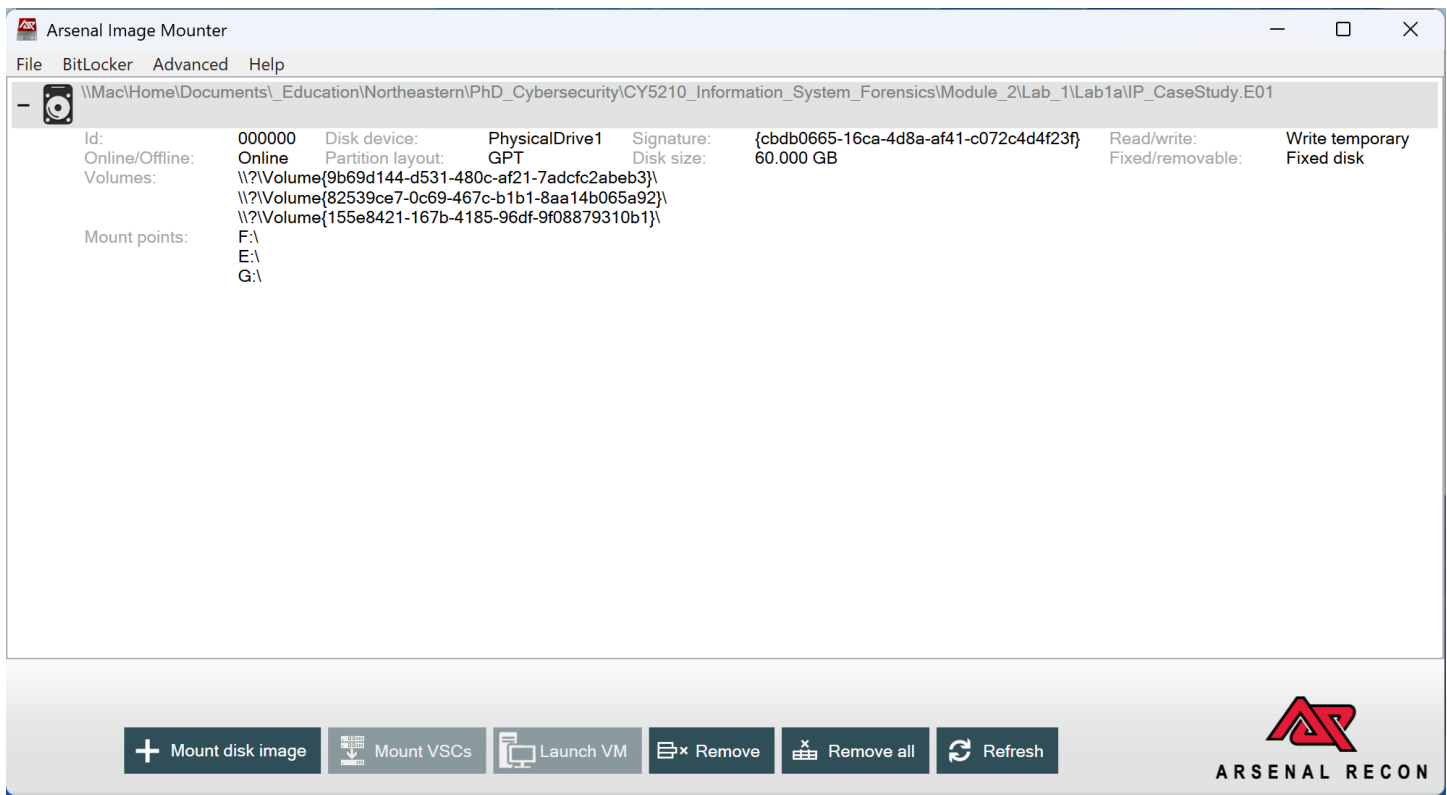 Arsenal Image Mounter
File BitLocker Advanced Help
\\Mac\Home\Documents\_Education\Northeastern\PhD_Cybersecurity\CY5210_Information_System_Forensics\Module_2\Lab_1\Lab1a\IP_CaseStudy.E01
Id: 000000 Disk device: PhysicalDrive1 Signature: {cbdb0665-16ca-4d8a-af41-c072c4d4f23f} Read/write: Write temporary
Online/Offline: Online Partition layout: GPT Disk size: 60.000 GB Fixed/removable: Fixed disk
Volumes: \\?\Volume{9b69d144-d531-480c-af21-7adcfc2abeb3}\
\\?\Volume{82539ce7-0c69-467c-b1b1-8aa14b065a92}\
\\?\Volume{155e8421-167b-4185-96df-9f08879310b1}\
Mount points: F:\
E:\
G:\
Mount disk image Mount VSCs Launch VM Remove Remove all Refresh
ARSENAL RECON